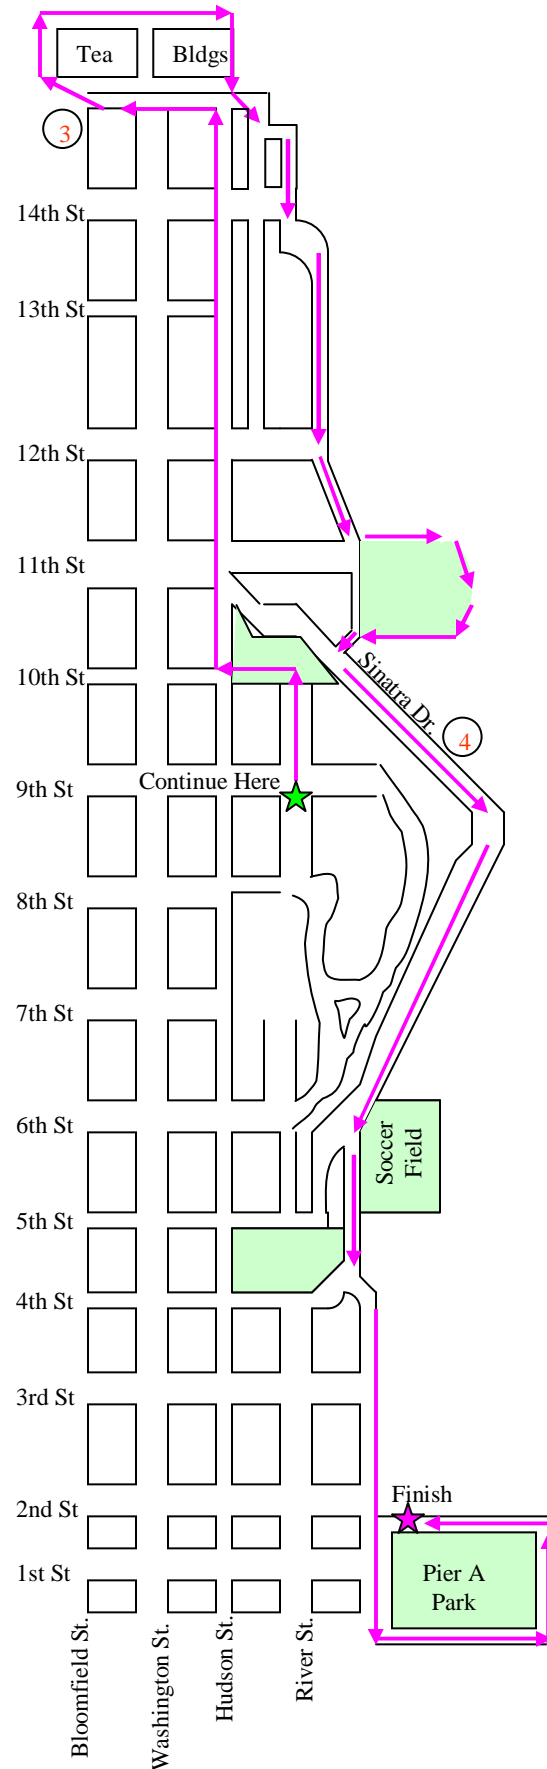 Tea
Bldgs
3
14th St
13th St
12th St
11th St
Sinatra Dr.
10th St
4
Continue Here
9th St
8th St
7th St
6th St
Soccer
Field
5th St
4th St
3rd St
Finish
2nd St
1st St
Pier A
Park
Bloomfield St.
Washington St.
Hudson St.
River St.